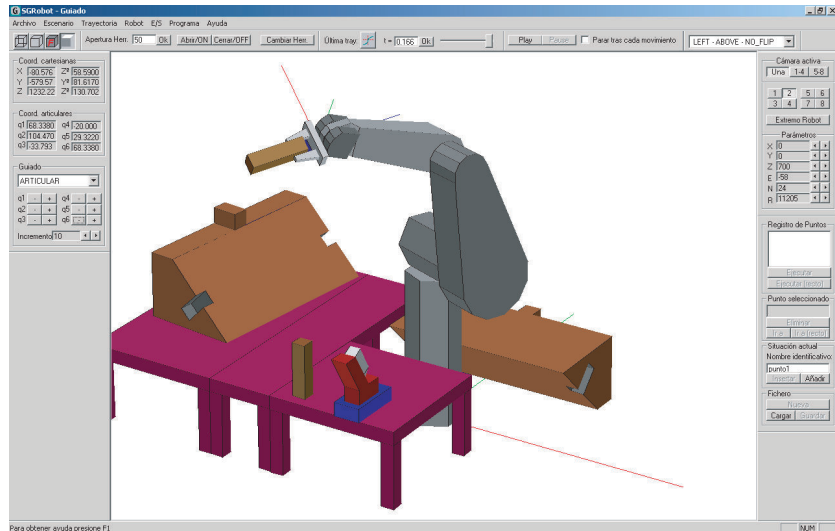 SGRobot - Guiado
Archivo Escenario Trayectoria Robot E/S Programa Ayuda
Apertura Herr. 50 Ok Abrir/ON Cerrar/OFF Cambiar Herr. Última tray: t = 0.166 Ok Play Pause Parar tras cada movimiento LEFT - ABOVE - NO_FLIP
Coord. cartesianas
X -80.576 Zº 58.5900
Y -579.57 Yº 81.6170
Z 1232.22 Zº 130.702
Coord. articulares
q1 68.3380 q4 -20.000
q2 104.470 q5 29.3220
q3 -33.793 q6 68.3380
Guiado
ARTICULAR
q1 - + q4 - +
q2 - + q5 - +
q3 - + q6 - +
Incremento 10
Cámara activa
Una 1-4 5-8
1 2 5 6
3 4 7 8
Extremo Robot
Parámetros
X 0
Y 0
Z 700
E -58
N 24
R 11205
Registro de Puntos
Ejecutar
Ejecutar (recto)
Punto seleccionado
Eliminar
Ir a Ir a (recto)
Situación actual
Nombre identificativo:
punto1
Insertar Añadir
Fichero
Nuevo
Cargar Guardar
Para obtener ayuda presione F1
NUM